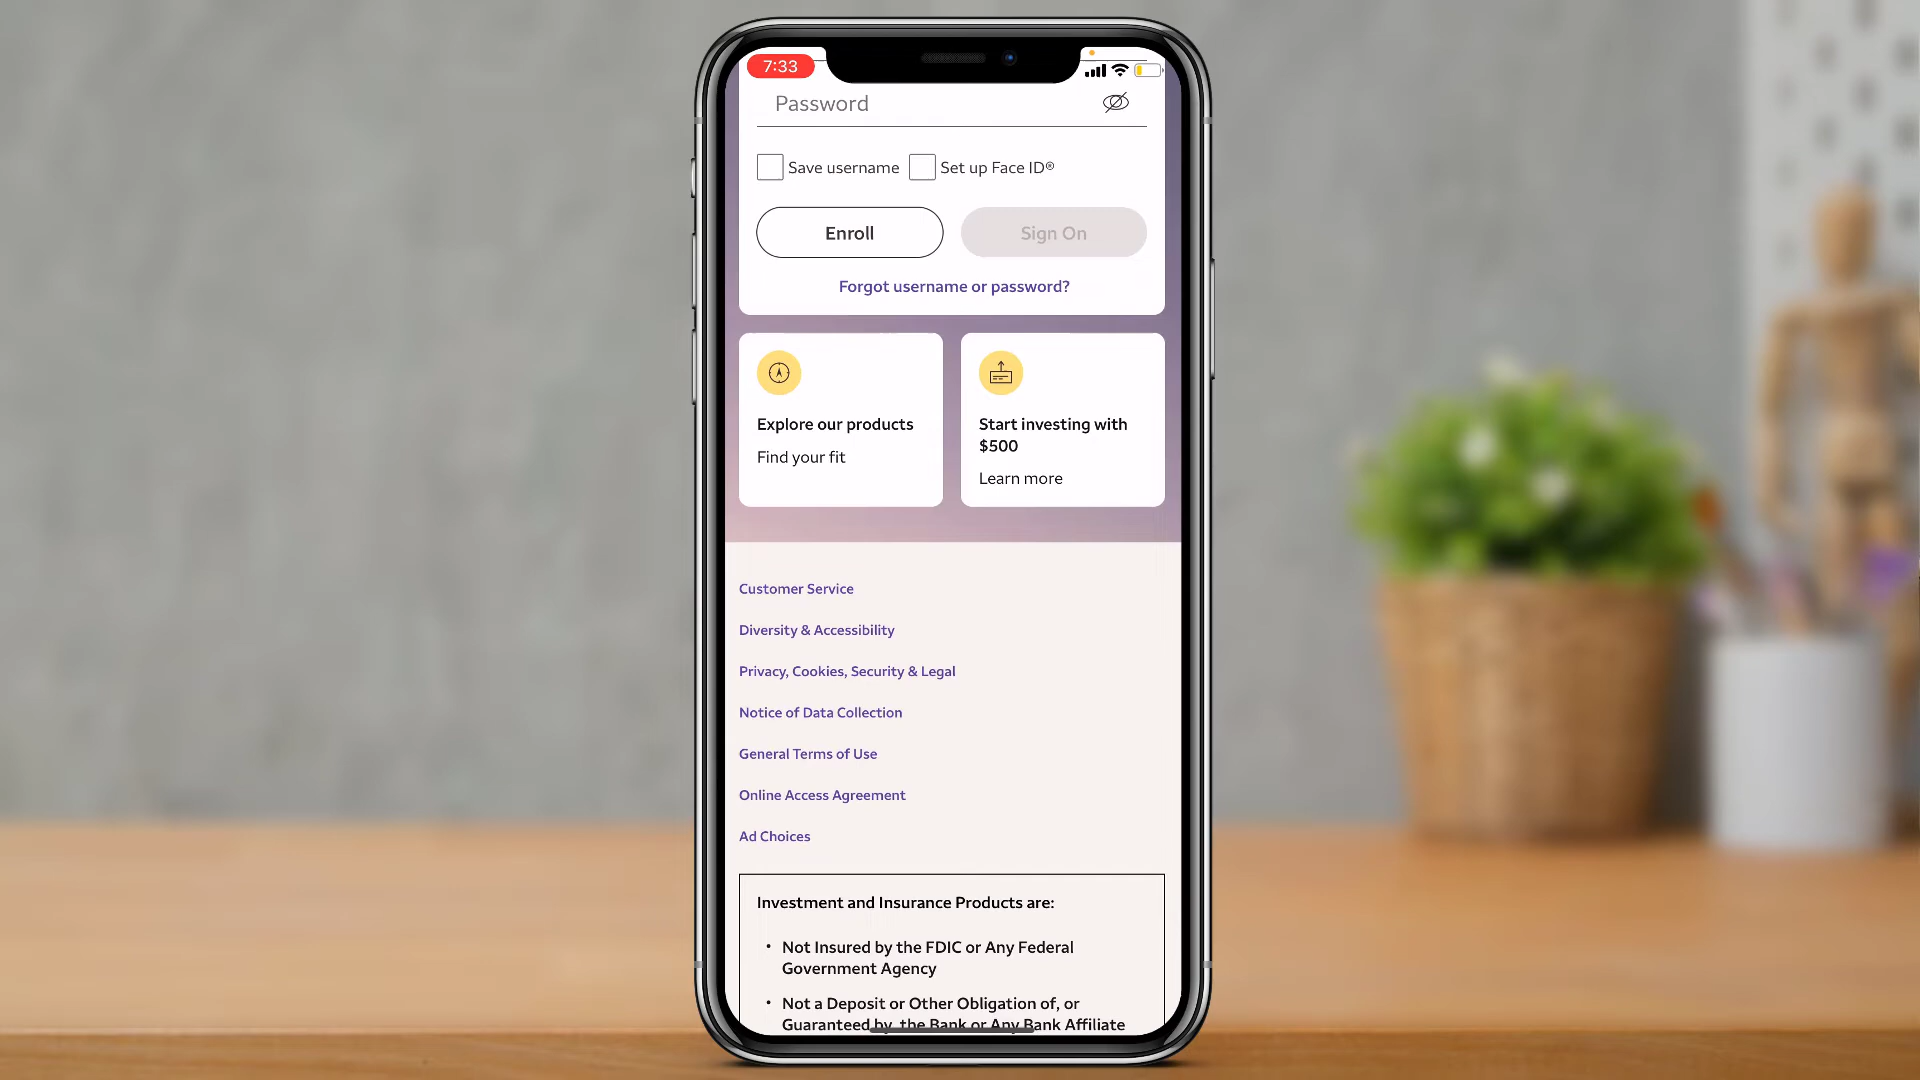 7:33
Password
Save username Set up Face ID®
Enroll Sign On
Forgot username or password?
Explore our products
Find your fit
Start investing with
$500
Learn more
Customer Service
Diversity & Accessibility
Privacy, Cookies, Security & Legal
Notice of Data Collection
General Terms of Use
Online Access Agreement
Ad Choices
Investment and Insurance Products are:
• Not Insured by the FDIC or Any Federal
Government Agency
• Not a Deposit or Other Obligation of, or
Guaranteed by, the Bank or Any Bank Affiliate